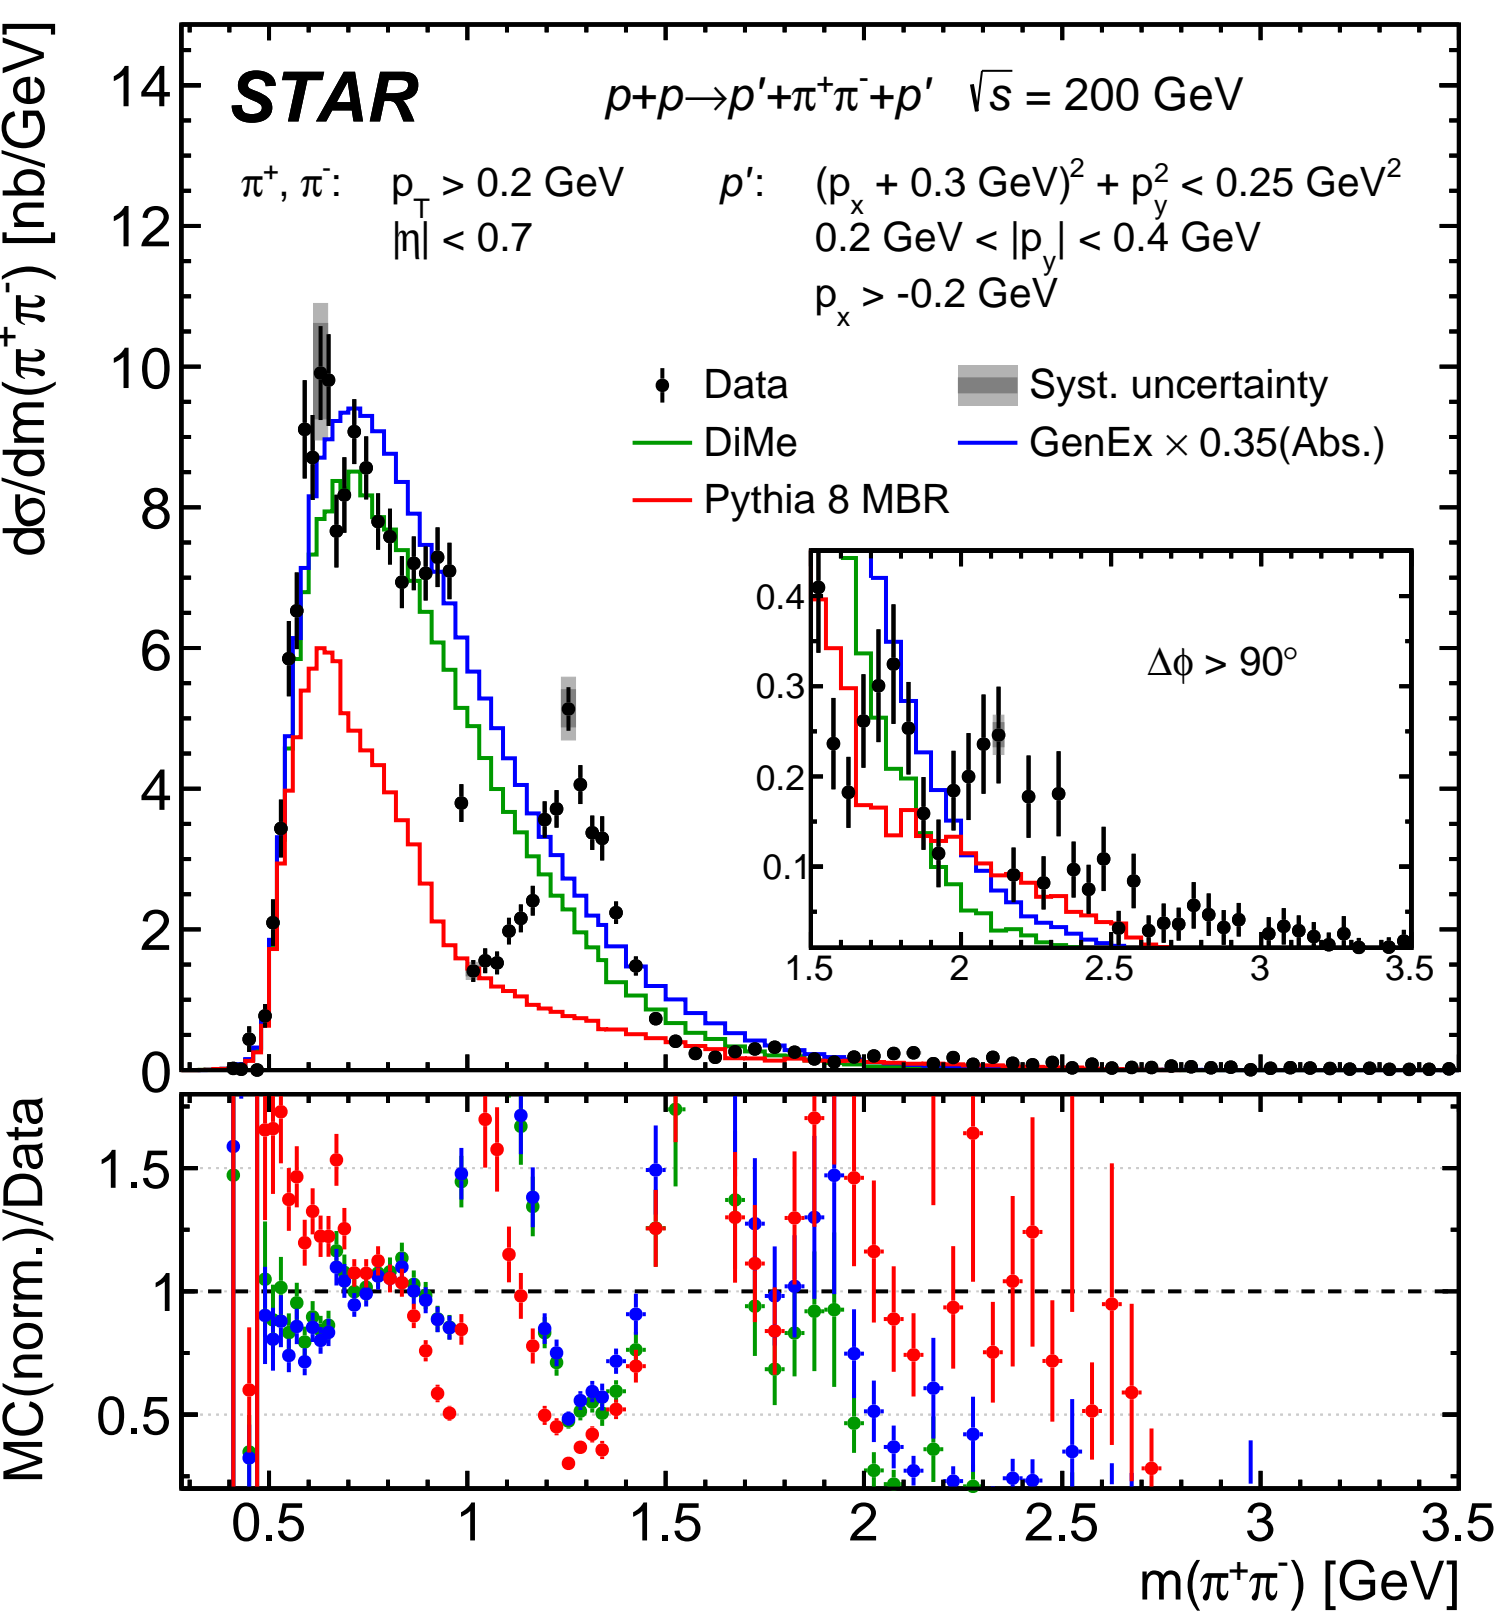 STAR p+p→p′+π⁺π⁻+p′ √s = 200 GeV
π⁺, π⁻: p_T > 0.2 GeV p′: (p_x + 0.3 GeV)² + p_y² < 0.25 GeV²
|η| < 0.7 0.2 GeV < |p_y| < 0.4 GeV
p_x > -0.2 GeV
Data Syst. uncertainty
DiMe GenEx × 0.35(Abs.)
Pythia 8 MBR
dσ/dm(π⁺π⁻) [nb/GeV]
14
12
10
8
6
4
2
0
Δϕ > 90°
0.4
0.3
0.2
0.1
1.5 2 2.5 3 3.5
MC(norm.)/Data
1.5
1
0.5
0.5 1 1.5 2 2.5 3 3.5
m(π⁺π⁻) [GeV]